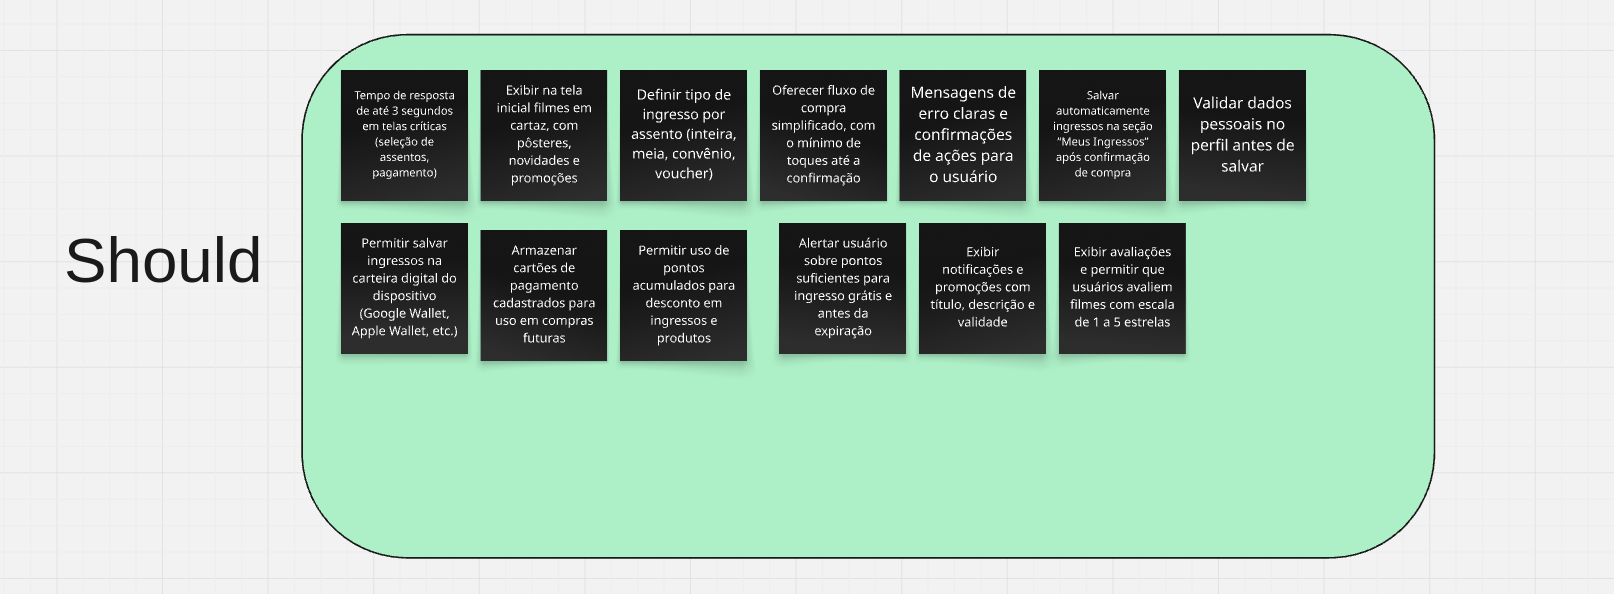 Should
Tempo de resposta
de até 3 segundos
em telas críticas
(seleção de
assentos,
pagamento)
Exibir na tela
inicial filmes em
cartaz, com
pôsteres,
novidades e
promoções
Definir tipo de
ingresso por
assento (inteira,
meia, convênio,
voucher)
Oferecer fluxo de
compra
simplificado, com
o mínimo de
toques até a
confirmação
Mensagens de
erro claras e
confirmações
de ações para
o usuário
Salvar
automaticamente
ingressos na seção
“Meus Ingressos”
após confirmação
de compra
Validar dados
pessoais no
perfil antes de
salvar
Permitir salvar
ingressos na
carteira digital do
dispositivo
(Google Wallet,
Apple Wallet, etc.)
Armazenar
cartões de
pagamento
cadastrados para
uso em compras
futuras
Permitir uso de
pontos
acumulados para
desconto em
ingressos e
produtos
Alertar usuário
sobre pontos
suficientes para
ingresso grátis e
antes da
expiração
Exibir
notificações e
promoções com
título, descrição e
validade
Exibir avaliações
e permitir que
usuários avaliem
filmes com escala
de 1 a 5 estrelas